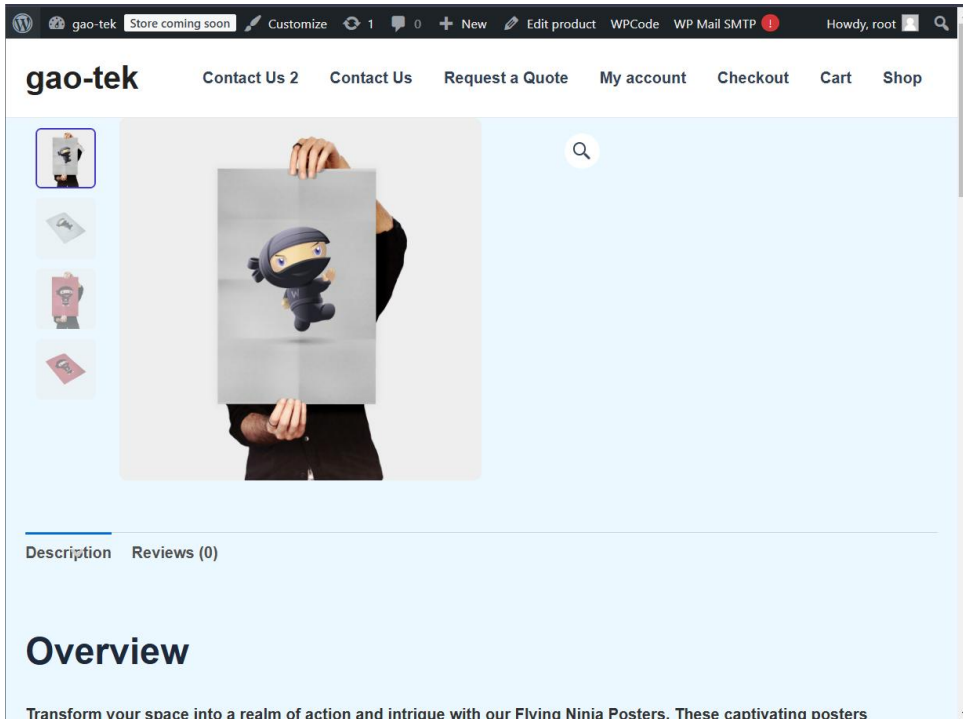 gao-tek Store coming soon Customize 1 0 New Edit product WPCode WP Mail SMTP ! Howdy, root
gao-tek Contact Us 2 Contact Us Request a Quote My account Checkout Cart Shop
W
Description Reviews (0)
Overview
Transform your space into a realm of action and intrigue with our Flying Ninja Posters. These captivating posters